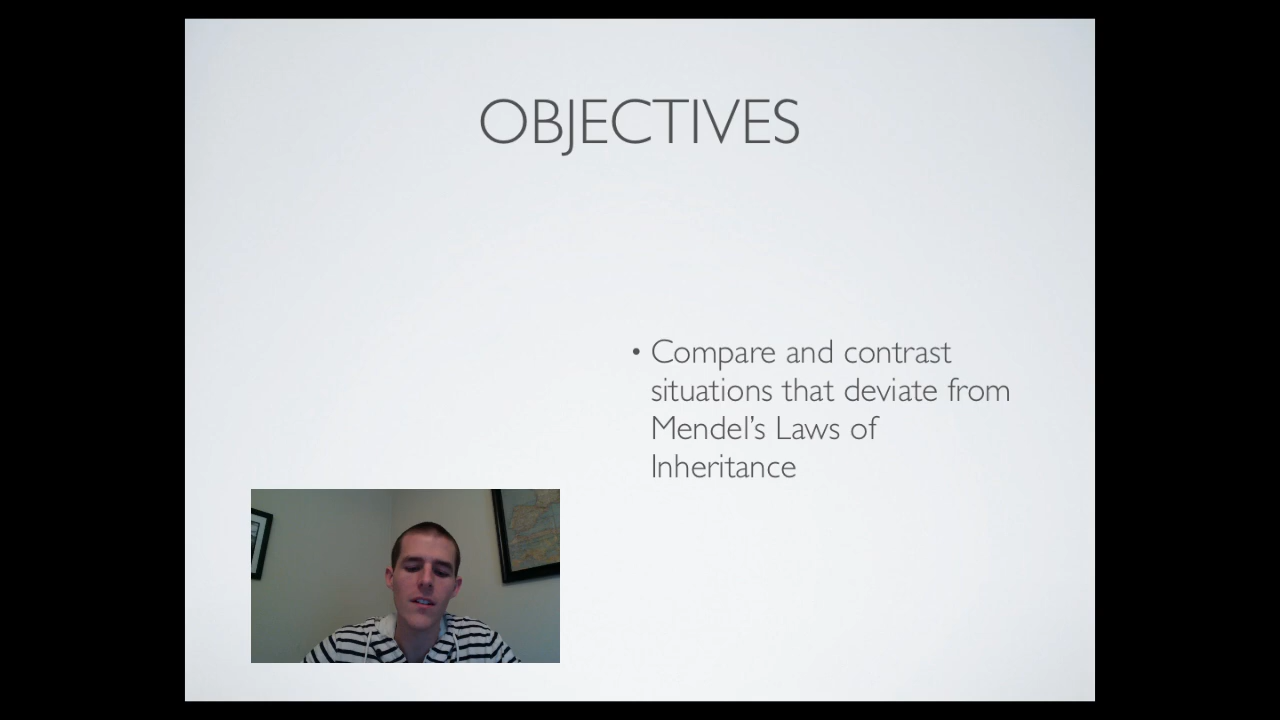 OBJECTIVES
• Compare and contrast
situations that deviate from
Mendel's Laws of
Inheritance